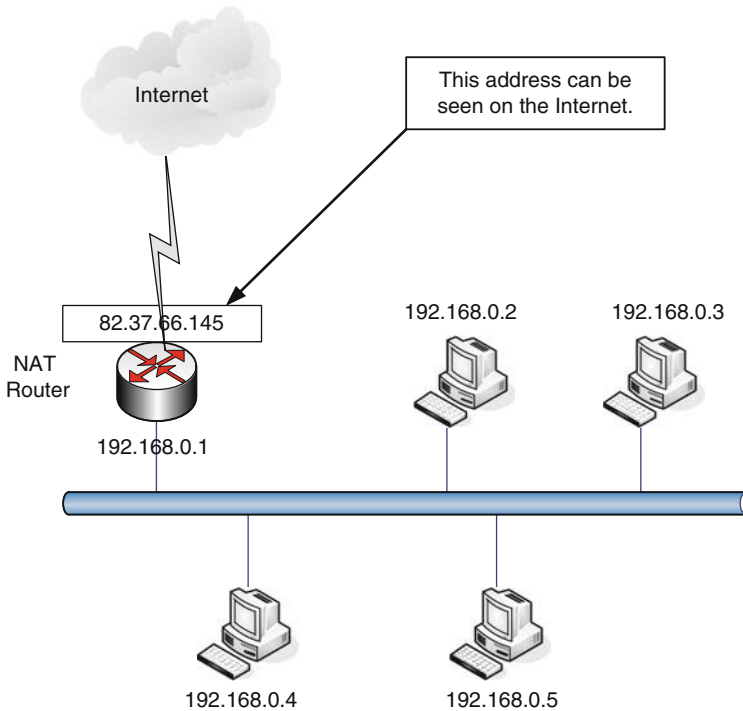 Internet
This address can be
seen on the Internet.
82.37.66.145
NAT
Router
192.168.0.1
192.168.0.2
192.168.0.3
192.168.0.4
192.168.0.5